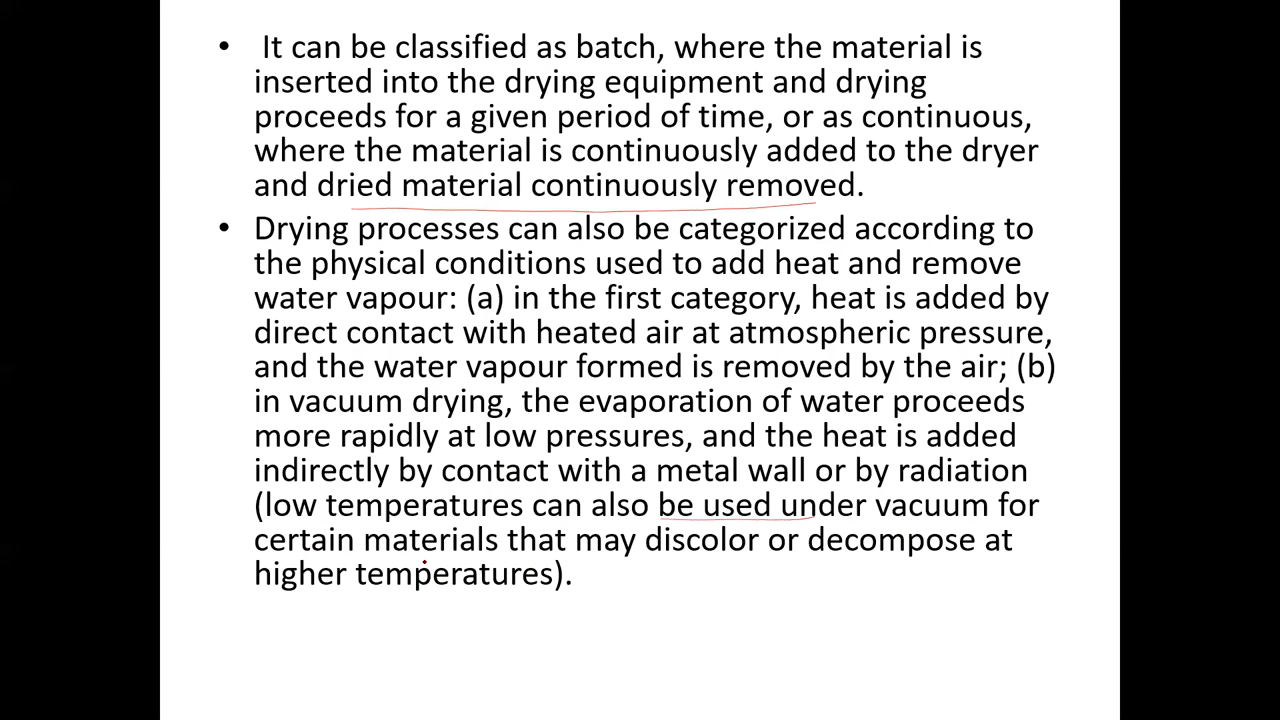 • It can be classified as batch, where the material is
inserted into the drying equipment and drying
proceeds for a given period of time, or as continuous,
where the material is continuously added to the dryer
and dried material continuously removed.
• Drying processes can also be categorized according to
the physical conditions used to add heat and remove
water vapour: (a) in the first category, heat is added by
direct contact with heated air at atmospheric pressure,
and the water vapour formed is removed by the air; (b)
in vacuum drying, the evaporation of water proceeds
more rapidly at low pressures, and the heat is added
indirectly by contact with a metal wall or by radiation
(low temperatures can also be used under vacuum for
certain materials that may discolor or decompose at
higher temperatures).